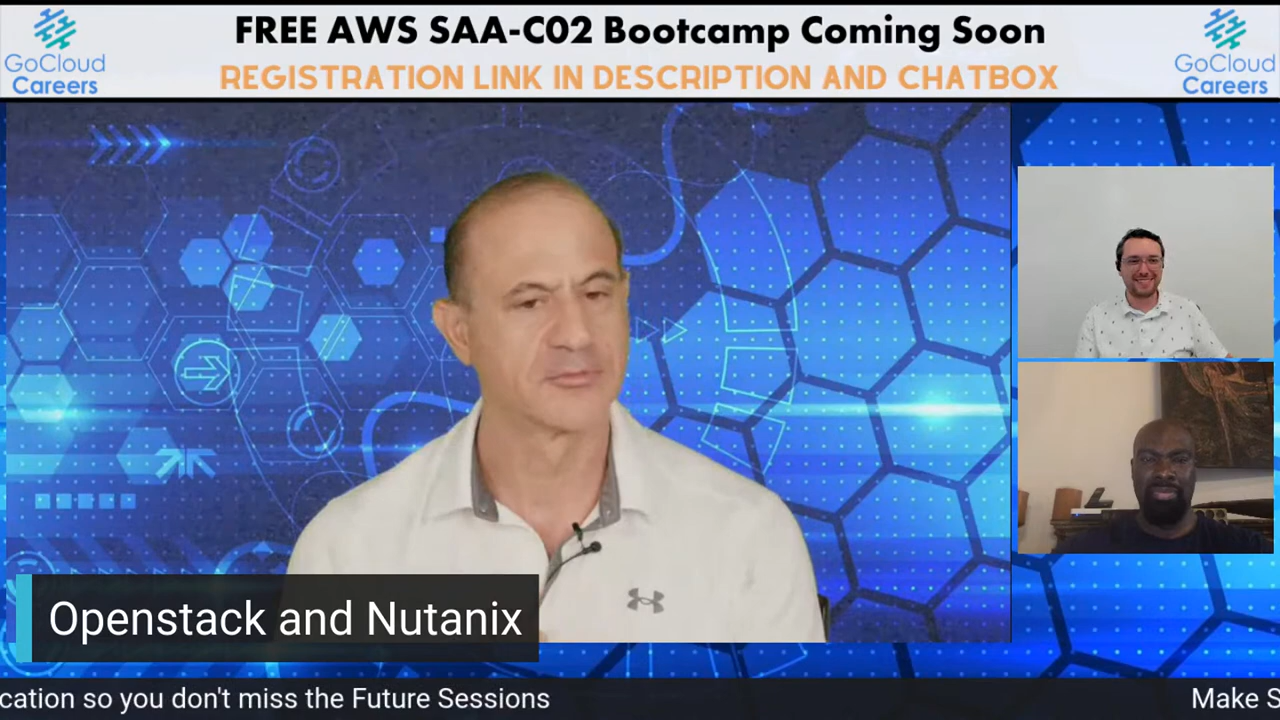 FREE AWS SAA-C02 Bootcamp Coming Soon
REGISTRATION LINK IN DESCRIPTION AND CHATBOX
GoCloud
Careers
GoCloud
Careers
Openstack and Nutanix
cation so you don't miss the Future Sessions
Make S